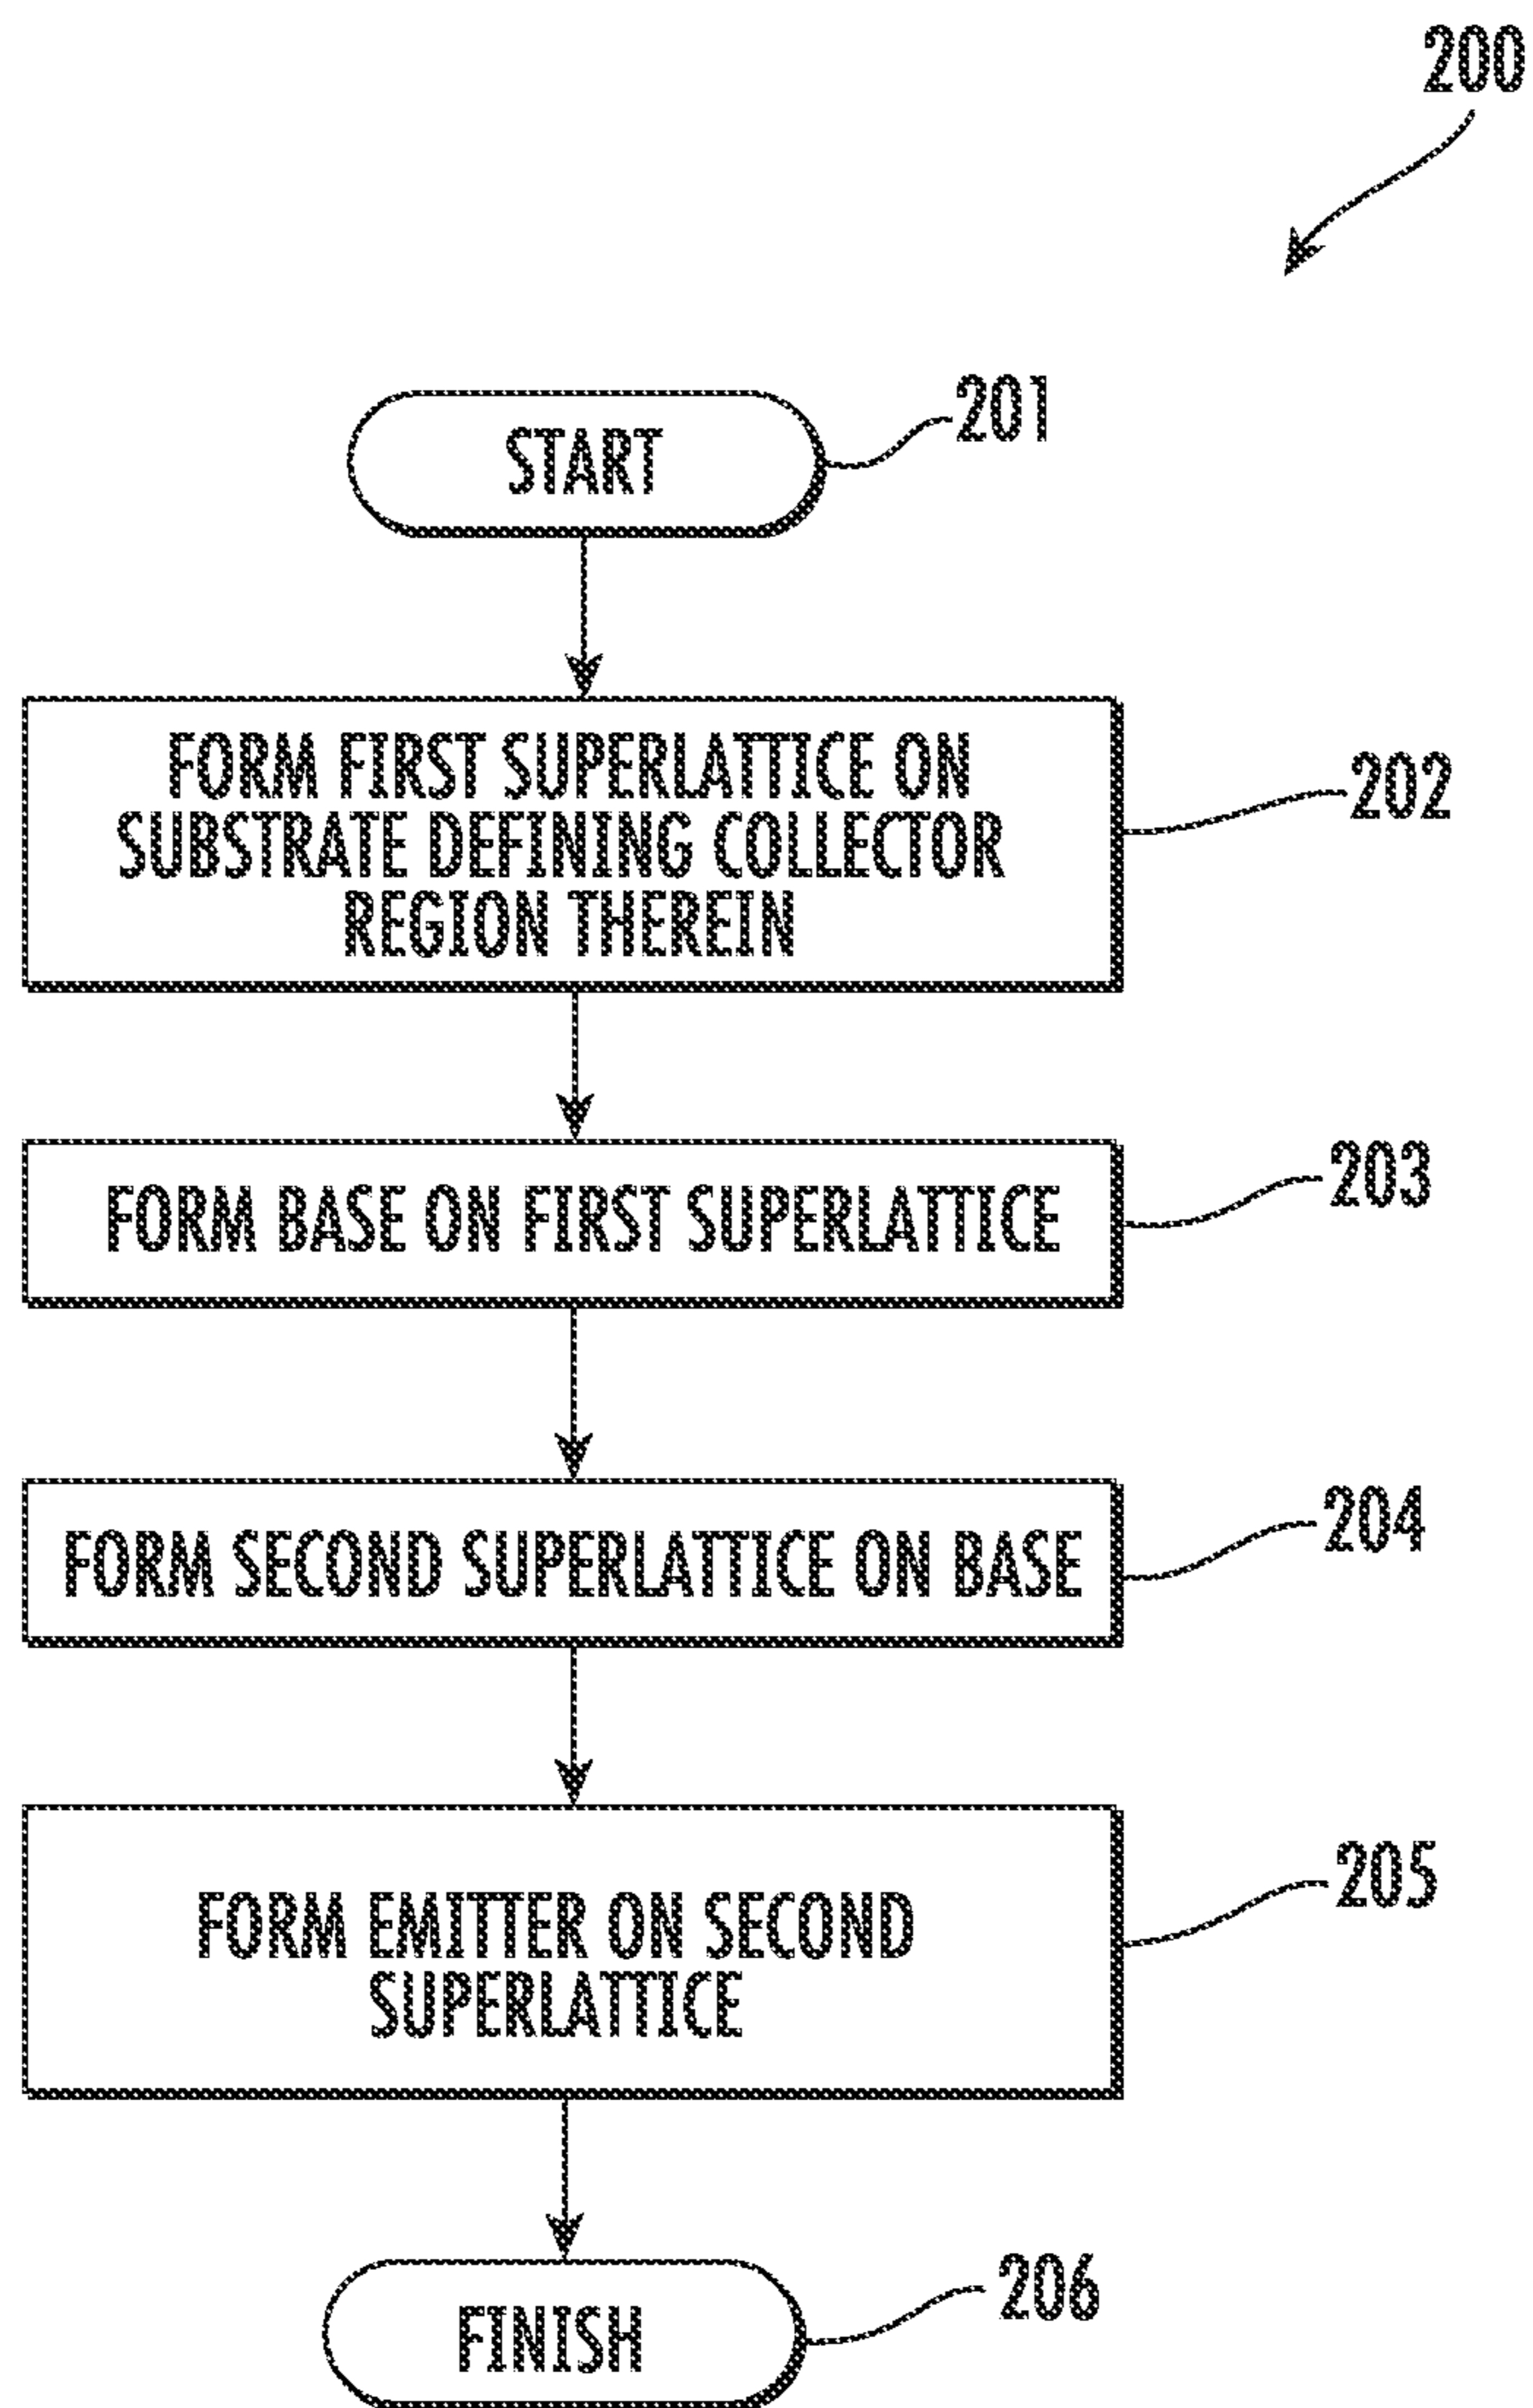 200
START
201
FORM FIRST SUPERLATTICE ON
SUBSTRATE DEFINING COLLECTOR
REGION THEREIN
202
FORM BASE ON FIRST SUPERLATTICE
203
FORM SECOND SUPERLATTICE ON BASE
204
FORM EMITTER ON SECOND
SUPERLATTICE
205
FINISH
206